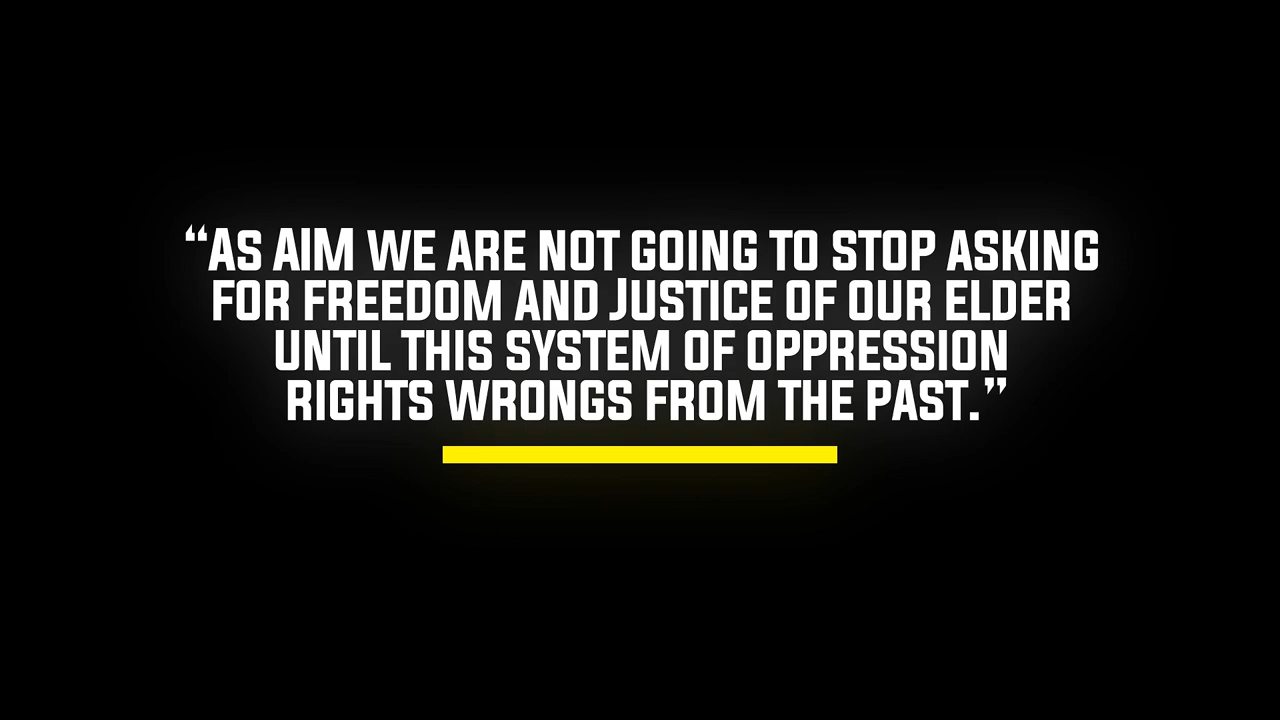 “AS AIM WE ARE NOT GOING TO STOP ASKING
FOR FREEDOM AND JUSTICE OF OUR ELDER
UNTIL THIS SYSTEM OF OPPRESSION
RIGHTS WRONGS FROM THE PAST.”